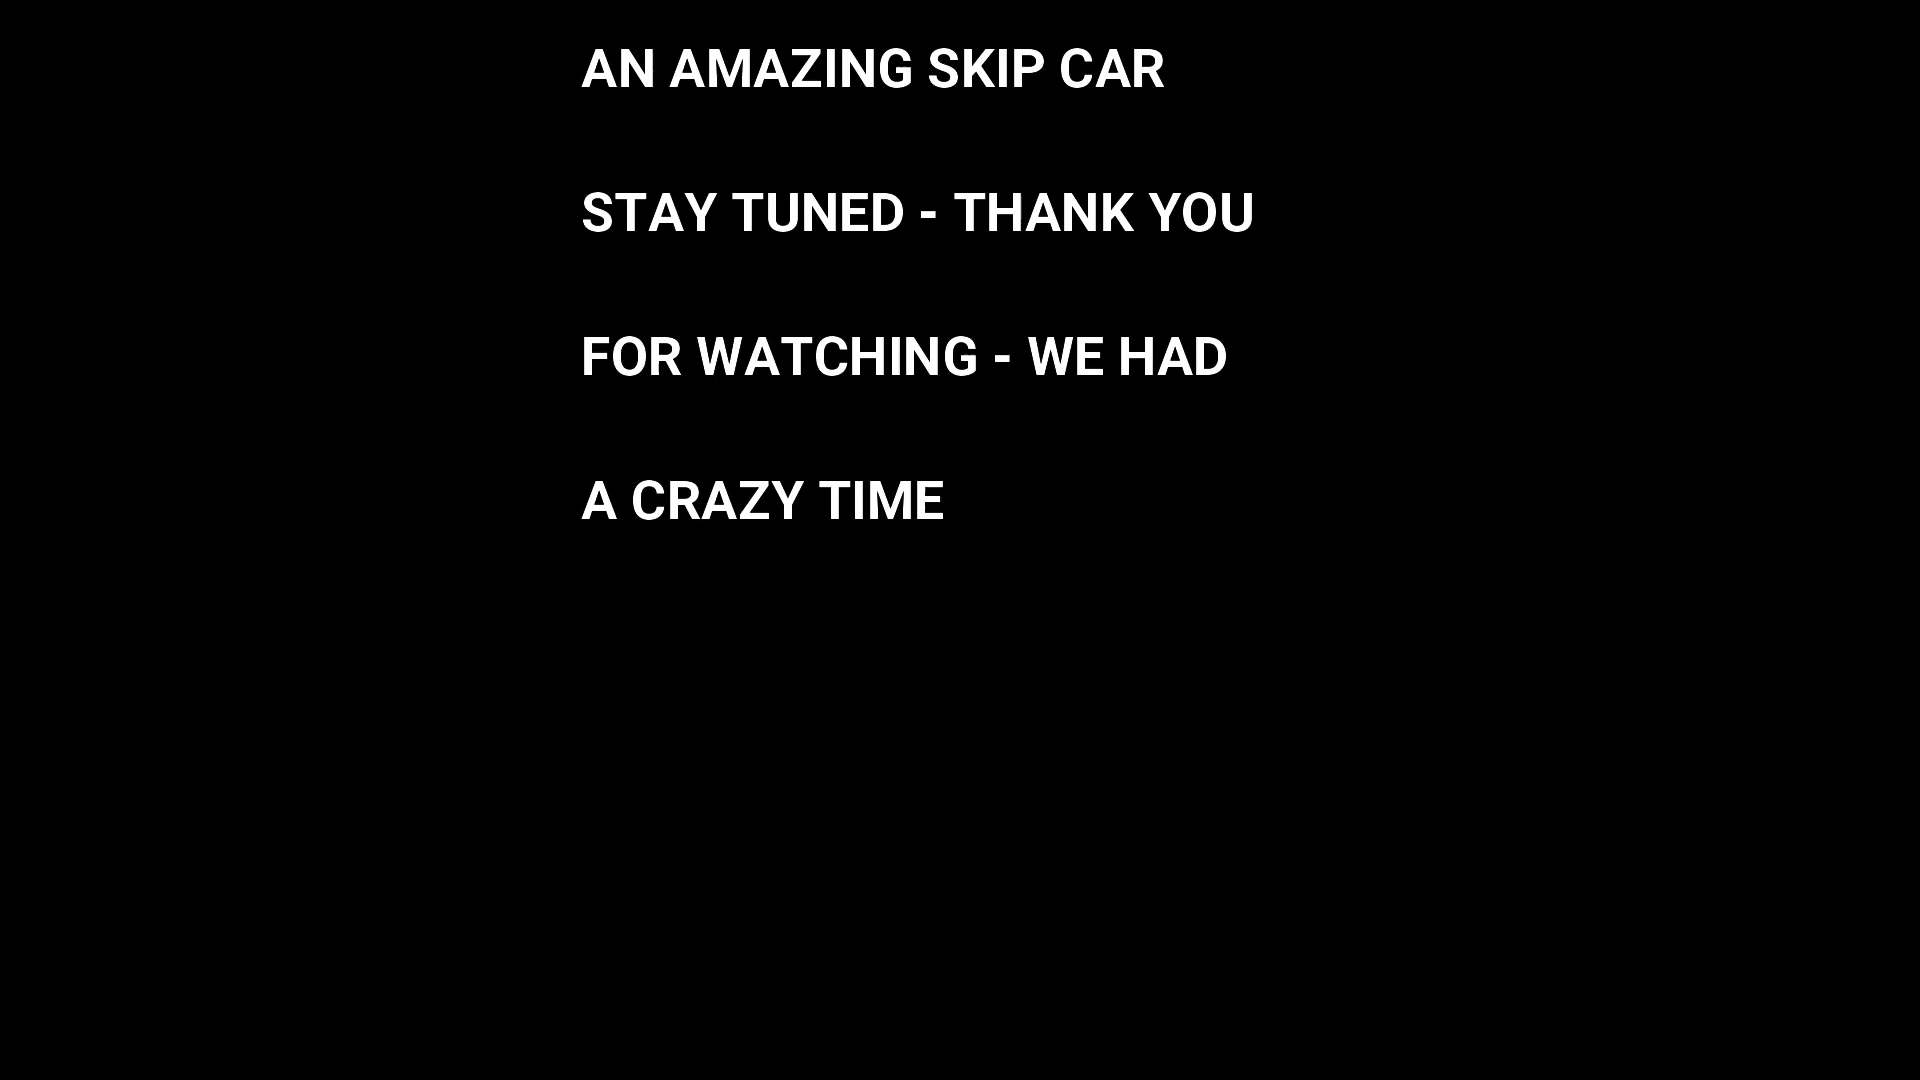 AN AMAZING SKIP CAR
STAY TUNED - THANK YOU
FOR WATCHING - WE HAD
A CRAZY TIME